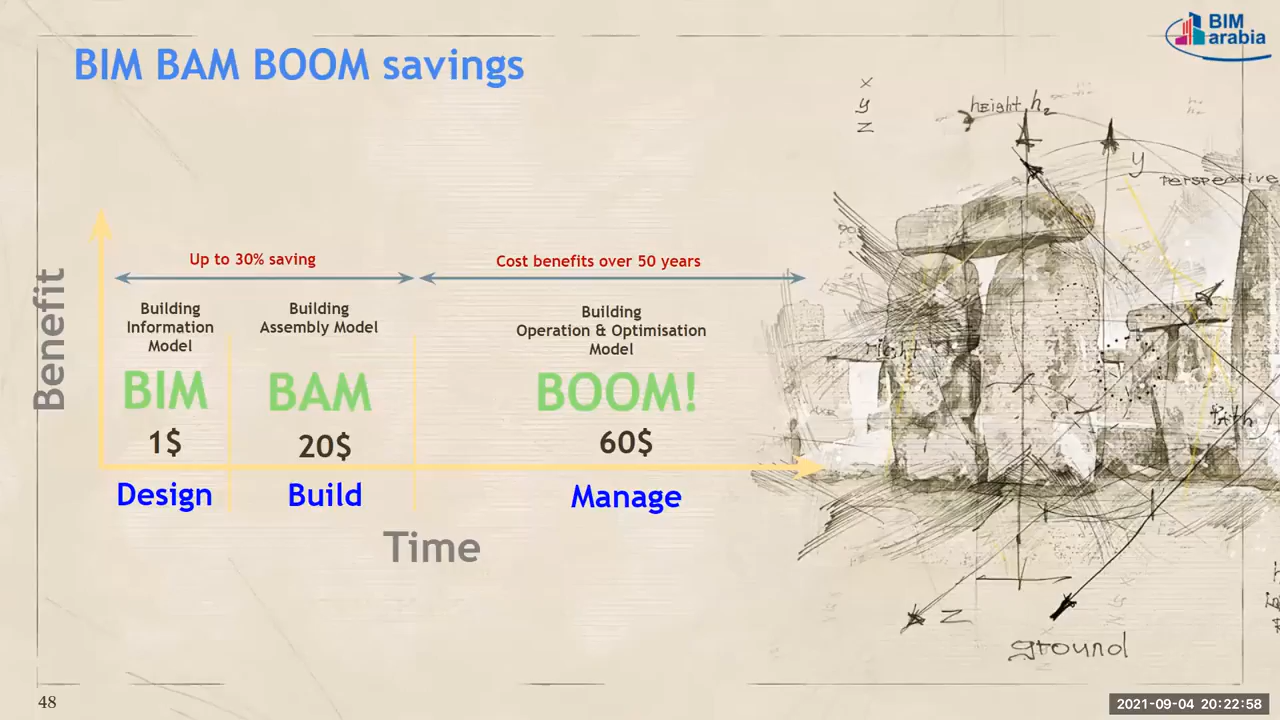 BIM BAM BOOM savings
BIM
arabia
x
y
z
height h₂
y
perspective
Up to 30% saving
Cost benefits over 50 years
Building
Information
Model
Building
Assembly Model
Building
Operation & Optimisation
Model
Benefit
BIM
BAM
BOOM!
1$
20$
60$
Design
Build
Manage
Time
z
ground
48
2021-09-04 20:22:58